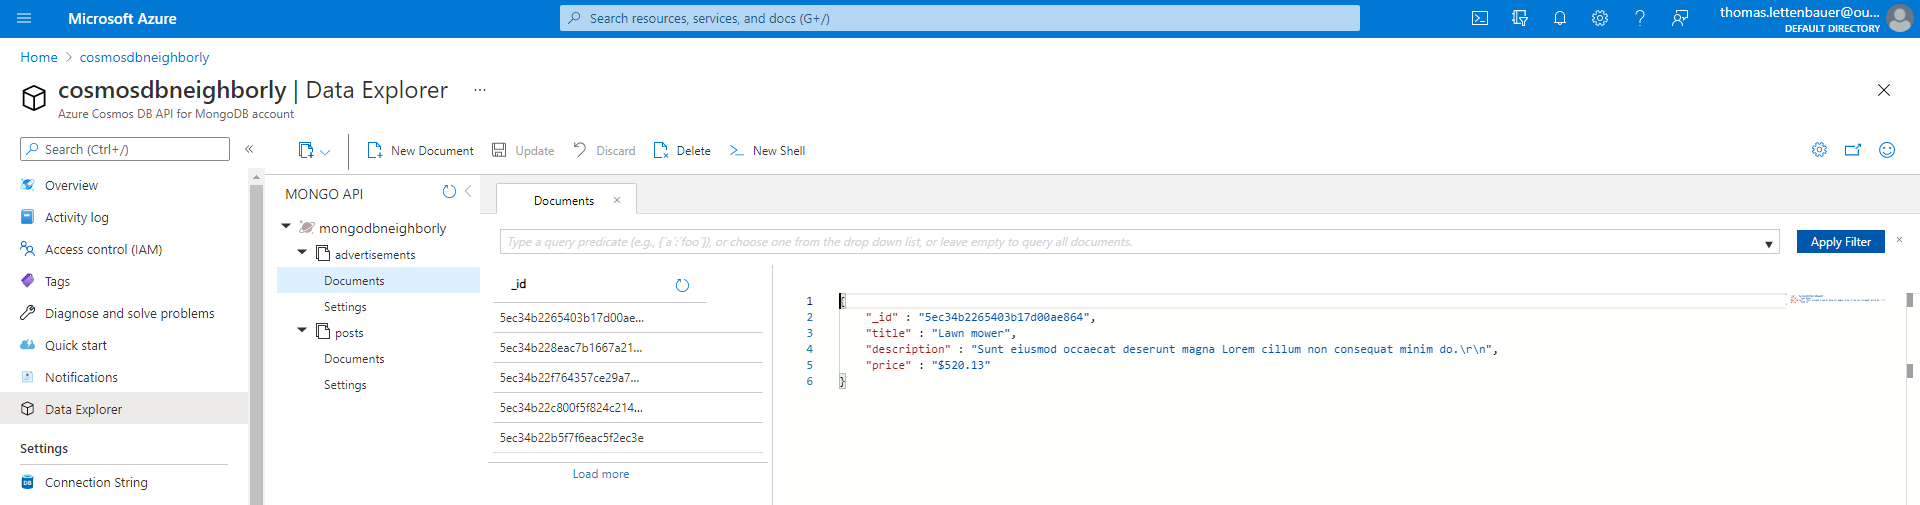 Microsoft Azure
Search resources, services, and docs (G+/)
thomas.lettenbauer@ou...
DEFAULT DIRECTORY
Home > cosmosdbneighborly
cosmosdbneighborly | Data Explorer ...
Azure Cosmos DB API for MongoDB account
Search (Ctrl+/)
«
New Document
Update
Discard
Delete
New Shell
Overview
Activity log
Access control (IAM)
Tags
Diagnose and solve problems
Quick start
Notifications
Data Explorer
Settings
Connection String
MONGO API
mongodbneighborly
advertisements
Documents
Settings
posts
Documents
Settings
Documents
Type a query predicate (e.g., {´a´:´foo´}), or choose one from the drop down list, or leave empty to query all documents.
Apply Filter
_id
5ec34b2265403b17d00ae...
5ec34b228eac7b1667a21...
5ec34b22f764357ce29a7...
5ec34b22c800f5f824c214...
5ec34b22b5f7f6eac5f2ec3e
Load more
1 {
2 "_id" : "5ec34b2265403b17d00ae864",
3 "title" : "Lawn mower",
4 "description" : "Sunt eiusmod occaecat deserunt magna Lorem cillum non consequat minim do.\r\n",
5 "price" : "$520.13"
6 }